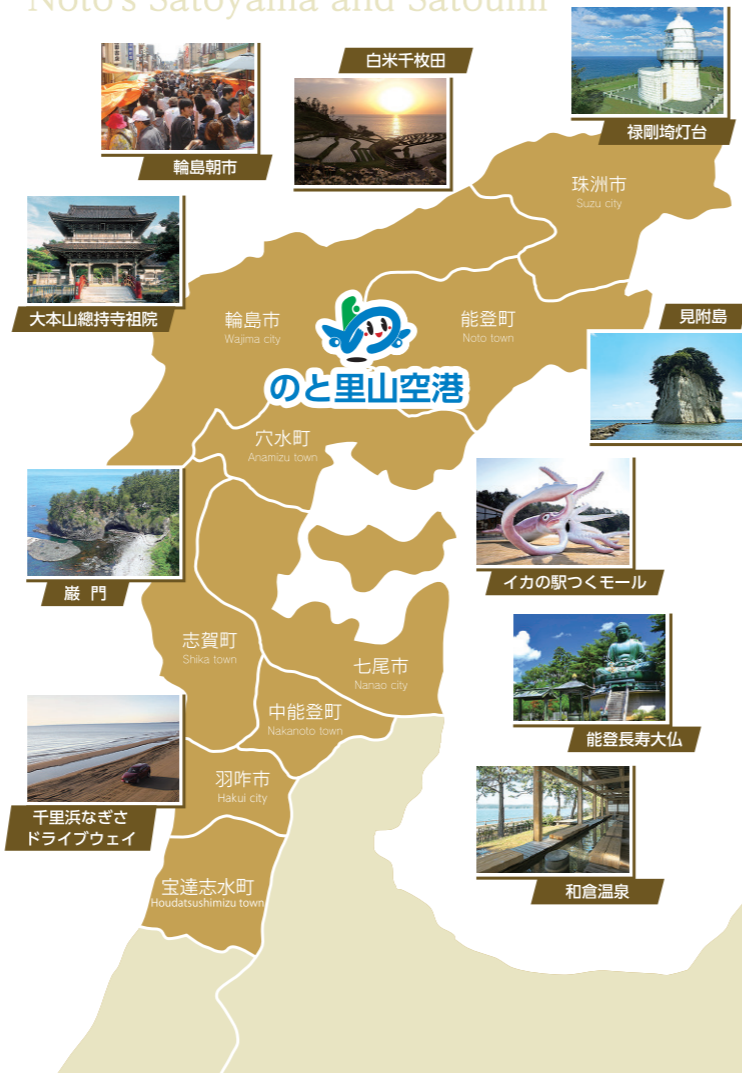 Noto's Satoyama and Satoumi
白米千枚田
輪島朝市
禄剛埼灯台
珠洲市
Suzu city
大本山總持寺祖院
輪島市
Wajima city
能登町
Noto town
見附島
のと里山空港
穴水町
Anamizu town
巌 門
イカの駅つくモール
志賀町
Shika town
七尾市
Nanao city
中能登町
Nakanoto town
能登長寿大仏
羽咋市
Hakui city
千里浜なぎさ
ドライブウェイ
宝達志水町
Houdatsushimizu town
和倉温泉